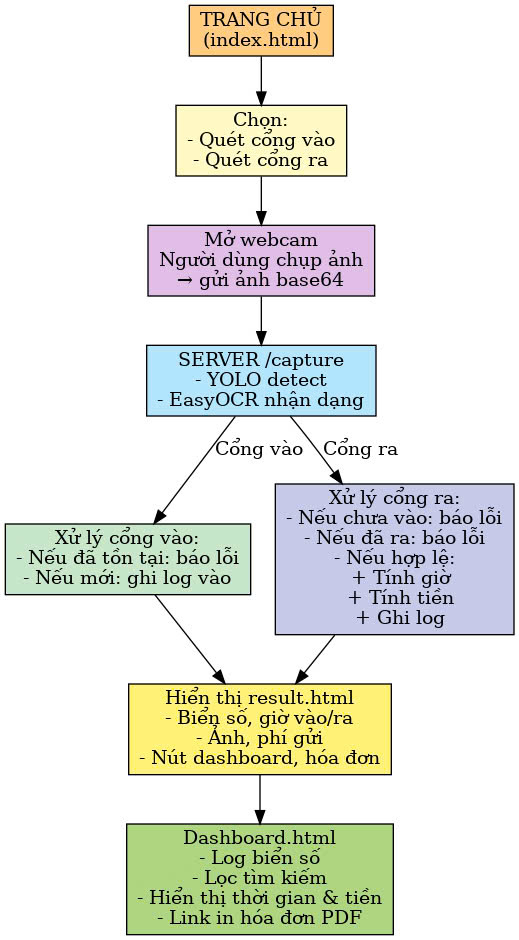 TRANG CHỦ
(index.html)
Chọn:
- Quét cổng vào
- Quét cổng ra
Mở webcam
Người dùng chụp ảnh
→ gửi ảnh base64
SERVER /capture
- YOLO detect
- EasyOCR nhận dạng
Cổng vào
Cổng ra
Xử lý cổng vào:
- Nếu đã tồn tại: báo lỗi
- Nếu mới: ghi log vào
Xử lý cổng ra:
- Nếu chưa vào: báo lỗi
- Nếu đã ra: báo lỗi
- Nếu hợp lệ:
+ Tính giờ
+ Tính tiền
+ Ghi log
Hiển thị result.html
- Biển số, giờ vào/ra
- Ảnh, phí gửi
- Nút dashboard, hóa đơn
Dashboard.html
- Log biển số
- Lọc tìm kiếm
- Hiển thị thời gian & tiền
- Link in hóa đơn PDF